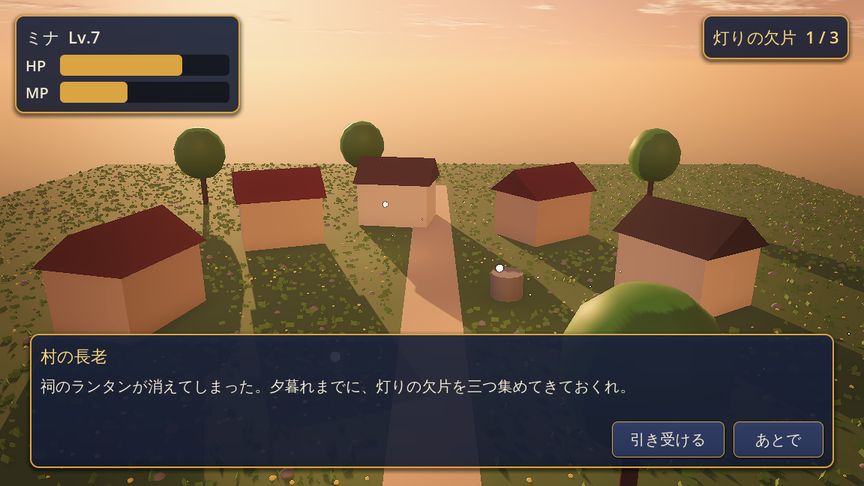 ミナ Lv.7
HP
MP
灯りの欠片 1 / 3
村の長老
祠のランタンが消えてしまった。夕暮れまでに、灯りの欠片を三つ集めてきておくれ。
引き受ける
あとで